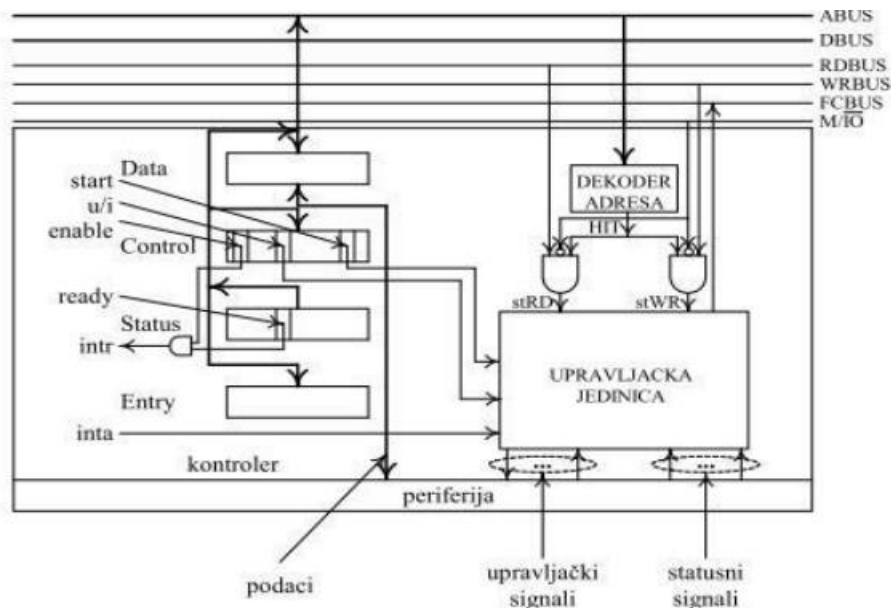 ABUS
DBUS
RDBUS
WRBUS
FCBUS
M/IO
Data
start
u/i
enable
Control
DEKODER
ADRESA
HIT
ready
Status
intr
stRD
stWR
UPRAVLJACKA
JEDINICA
Entry
inta
kontroler
...
...
periferija
podaci
upravljački
signali
statusni
signali